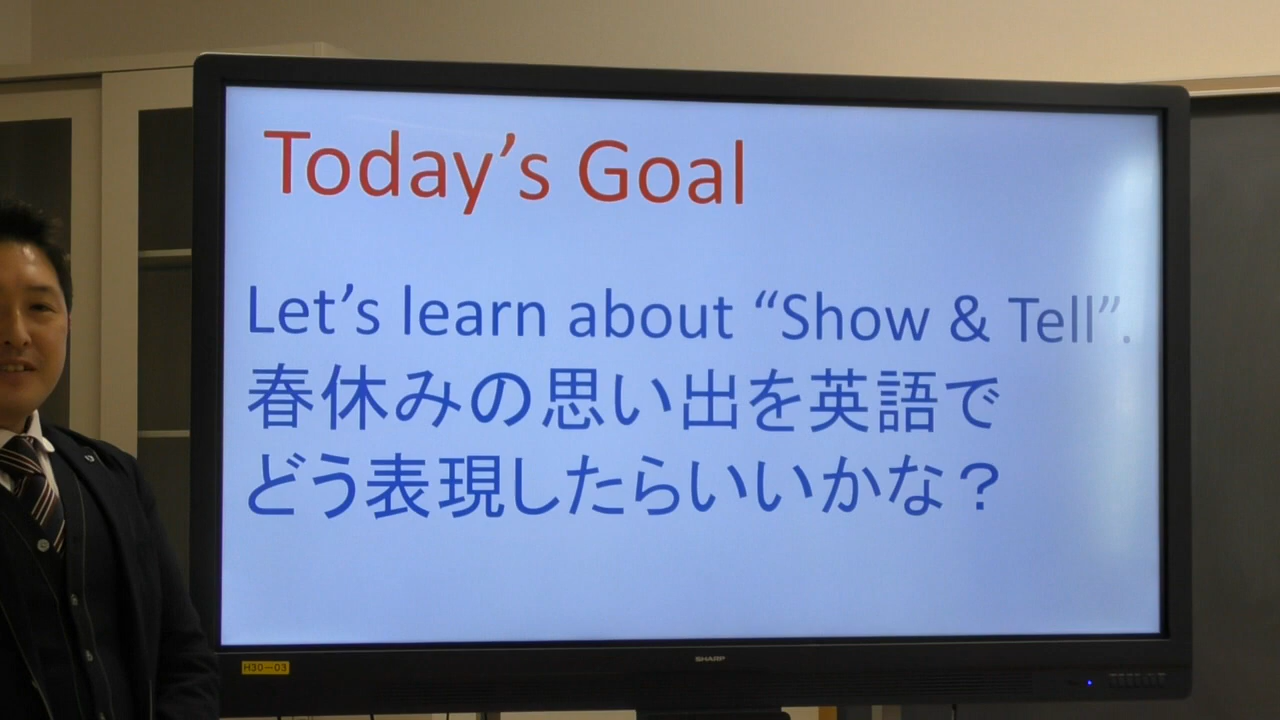 Today's Goal
Let's learn about “Show & Tell”.
春休みの思い出を英語で
どう表現したらいいかな？
SHARP
H30-03